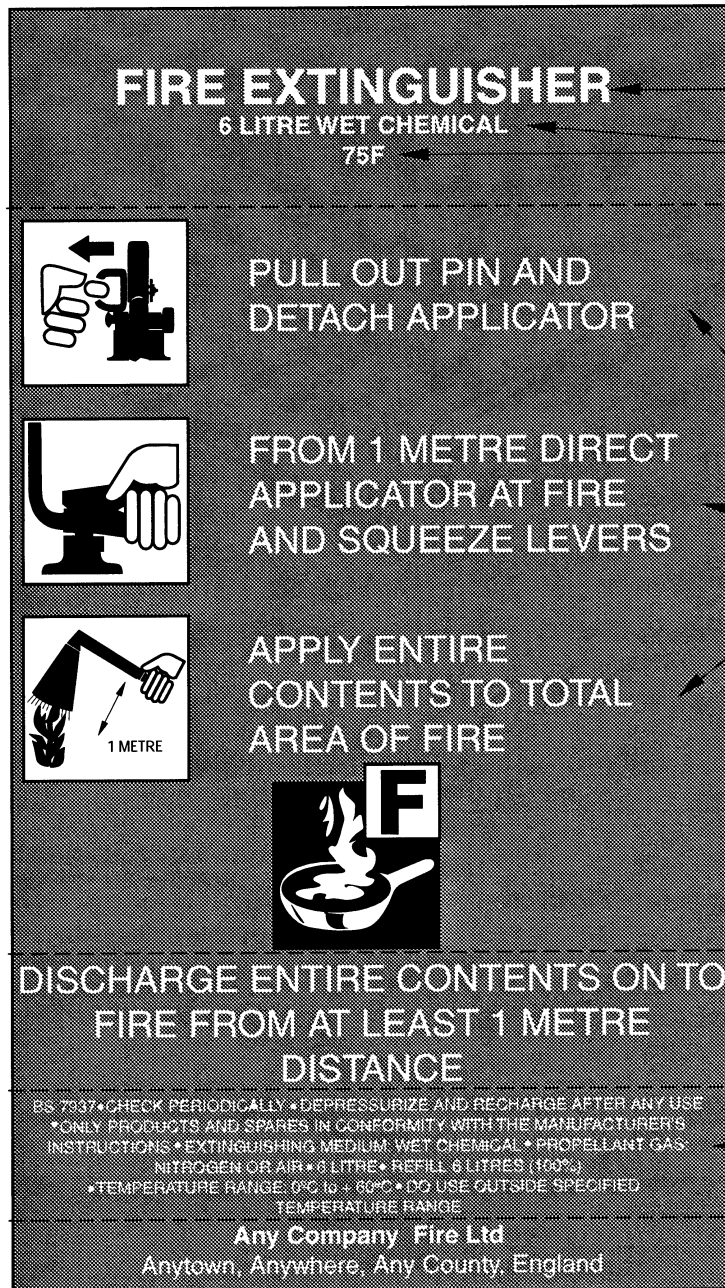 FIRE EXTINGUISHER
6 LITRE WET CHEMICAL
75F
PULL OUT PIN AND
DETACH APPLICATOR
FROM 1 METRE DIRECT
APPLICATOR AT FIRE
AND SQUEEZE LEVERS
APPLY ENTIRE
CONTENTS TO TOTAL
AREA OF FIRE
1 METRE
F
DISCHARGE ENTIRE CONTENTS ON TO
FIRE FROM AT LEAST 1 METRE
DISTANCE
BS 7937•CHECK PERIODICALLY •DEPRESSURIZE AND RECHARGE AFTER ANY USE
•ONLY PRODUCTS AND SPARES IN CONFORMITY WITH THE MANUFACTURER'S
INSTRUCTIONS•EXTINGUISHING MEDIUM: WET CHEMICAL• PROPELLANT GAS:
NITROGEN OR AIR• 6 LITRE• REFILL 6 LITRES (100%)
•TEMPERATURE RANGE: 0ºC to + 60ºC• DO USE OUTSIDE SPECIFIED
TEMPERATURE RANGE
Any Company Fire Ltd
Anytown, Anywhere, Any County, England